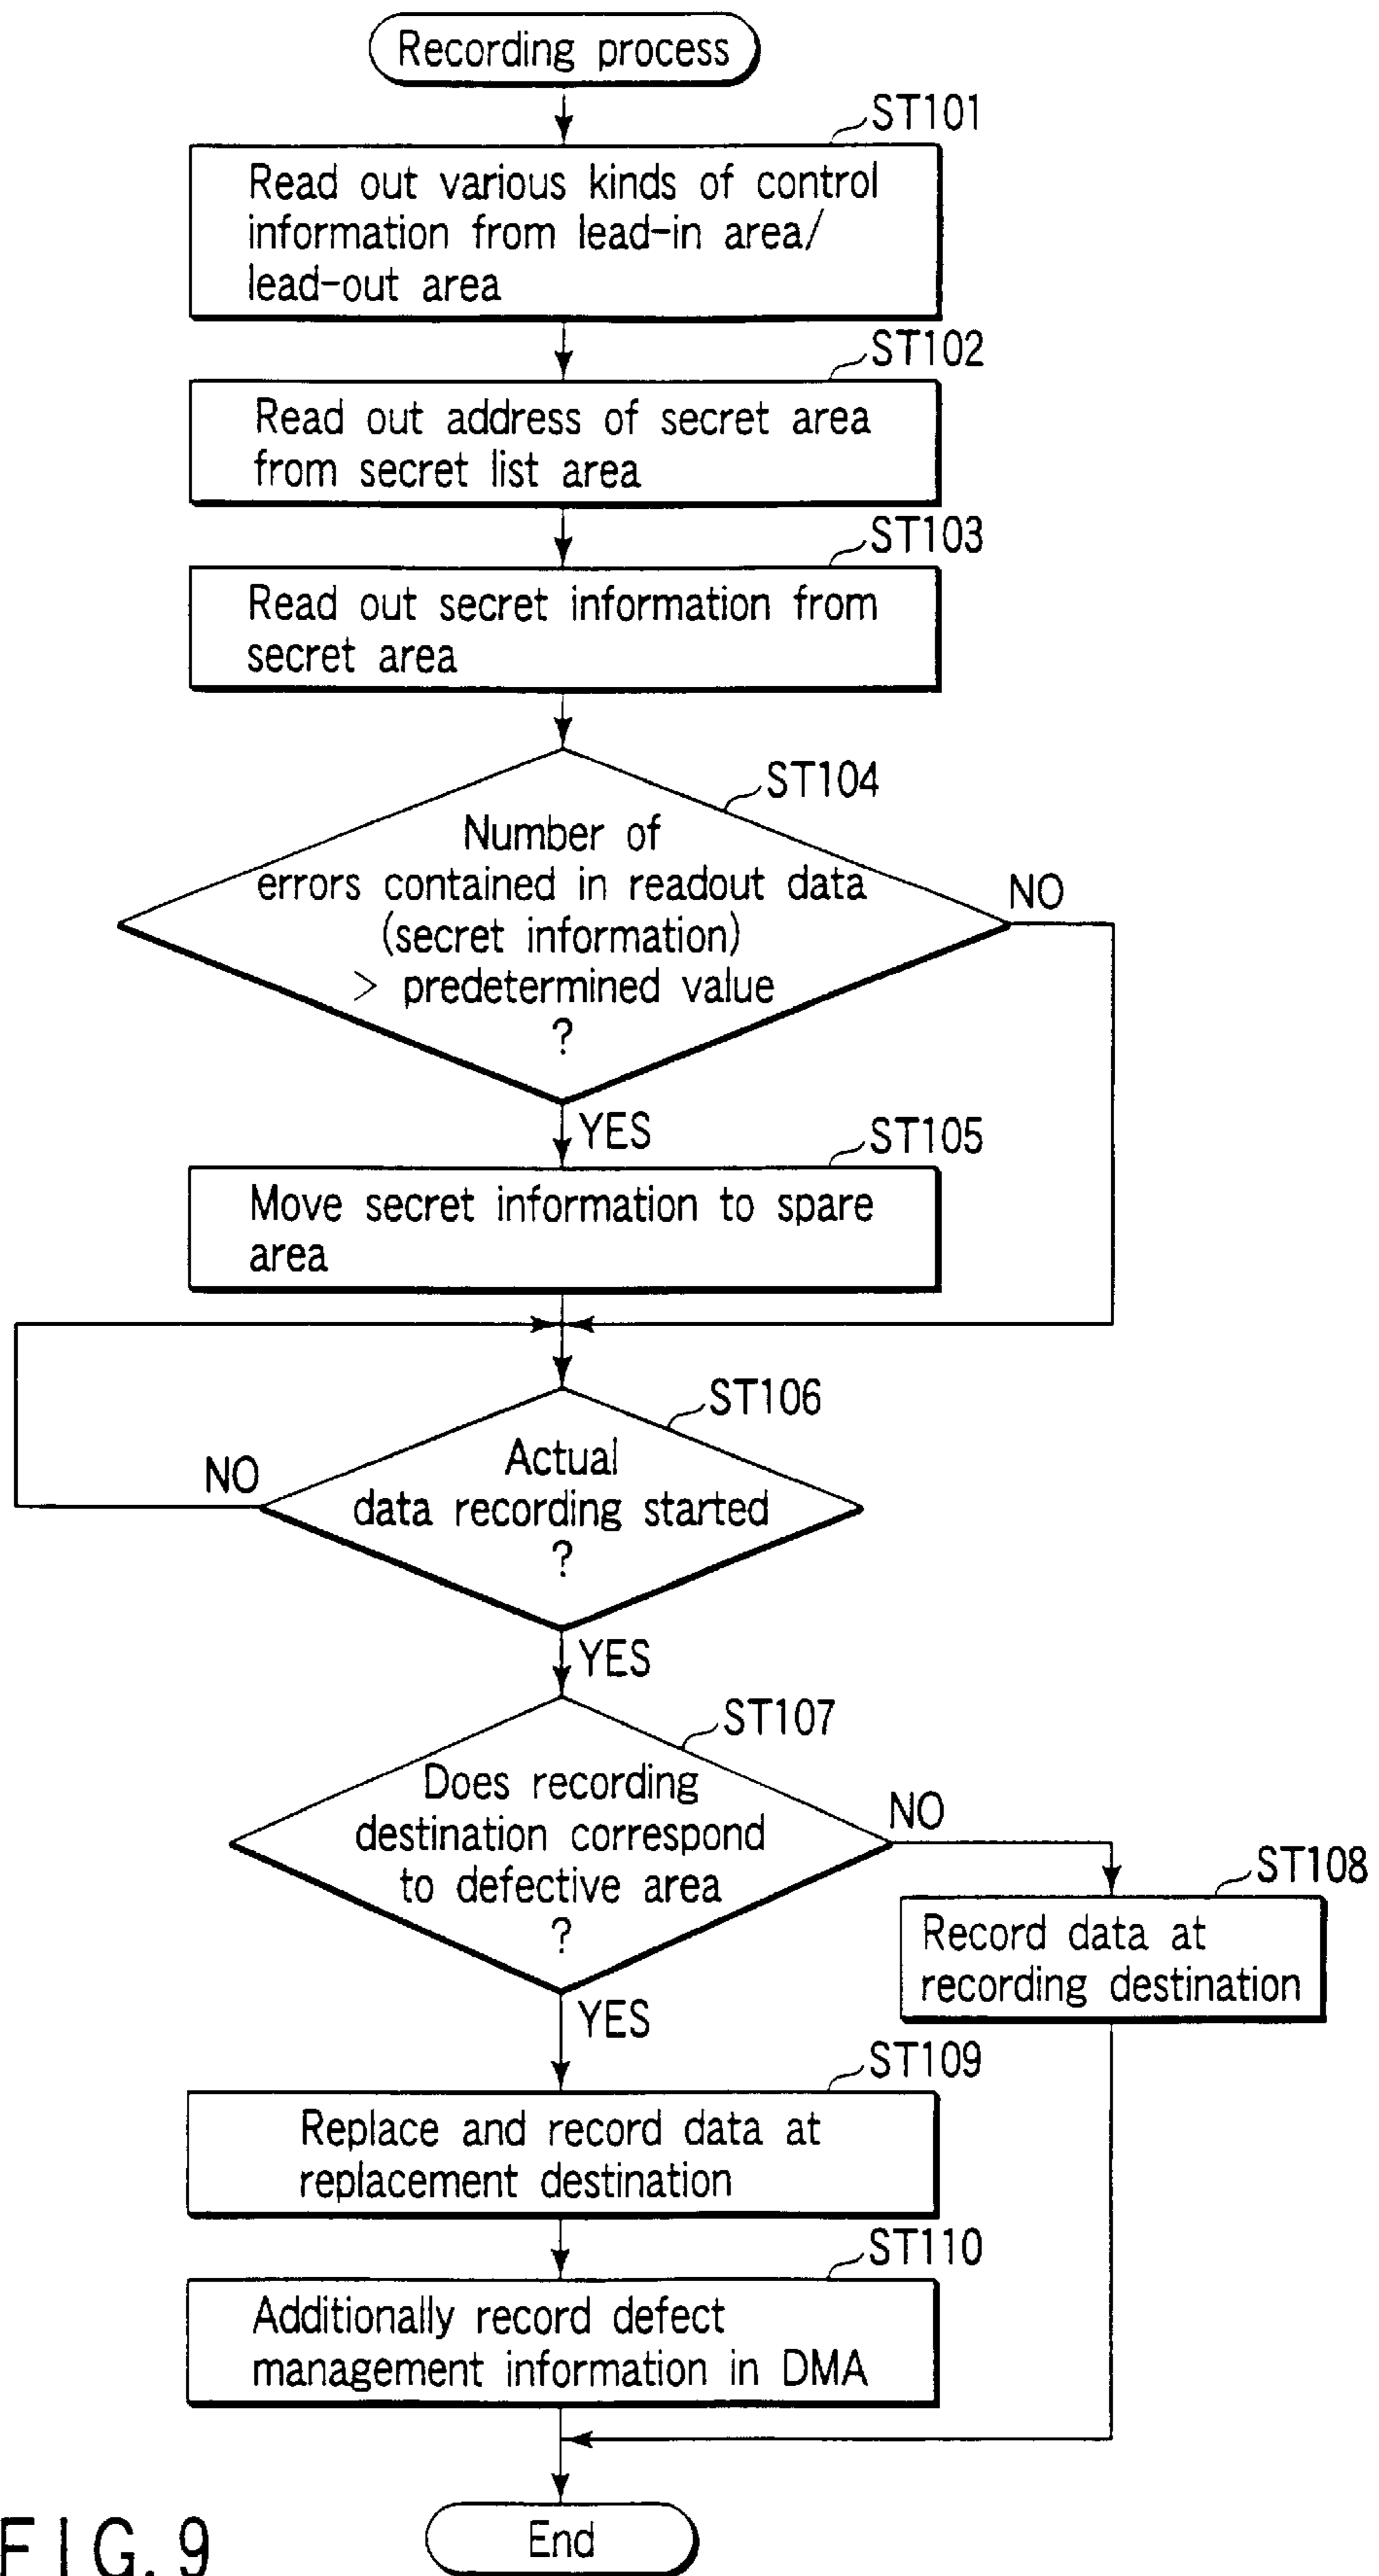 Recording process
ST101
Read out various kinds of control
information from lead-in area/
lead-out area
ST102
Read out address of secret area
from secret list area
ST103
Read out secret information from
secret area
ST104
Number of
errors contained in readout data
(secret information)
> predetermined value
?
NO
YES
ST105
Move secret information to spare
area
ST106
Actual
data recording started
?
NO
YES
ST107
Does recording
destination correspond
to defective area
?
NO
ST108
Record data at
recording destination
YES
ST109
Replace and record data at
replacement destination
ST110
Additionally record defect
management information in DMA
End
FIG. 9